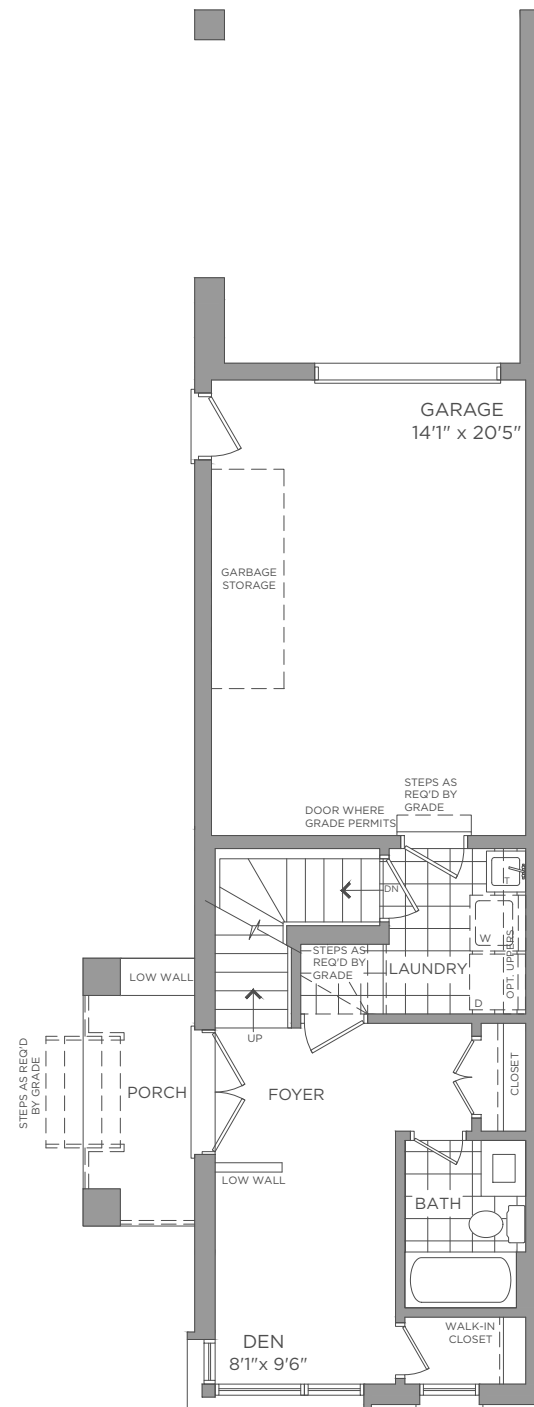 GARAGE
14'1" x 20'5"
GARBAGE
STORAGE
STEPS AS
REQ'D BY
GRADE
DOOR WHERE
GRADE PERMITS
DN
T
W
OPT. UPPERS
STEPS AS
REQ'D BY
GRADE
LAUNDRY
D
LOW WALL
UP
STEPS AS REQ'D
BY GRADE
PORCH
FOYER
CLOSET
LOW WALL
BATH
WALK-IN
CLOSET
DEN
8'1"x 9'6"